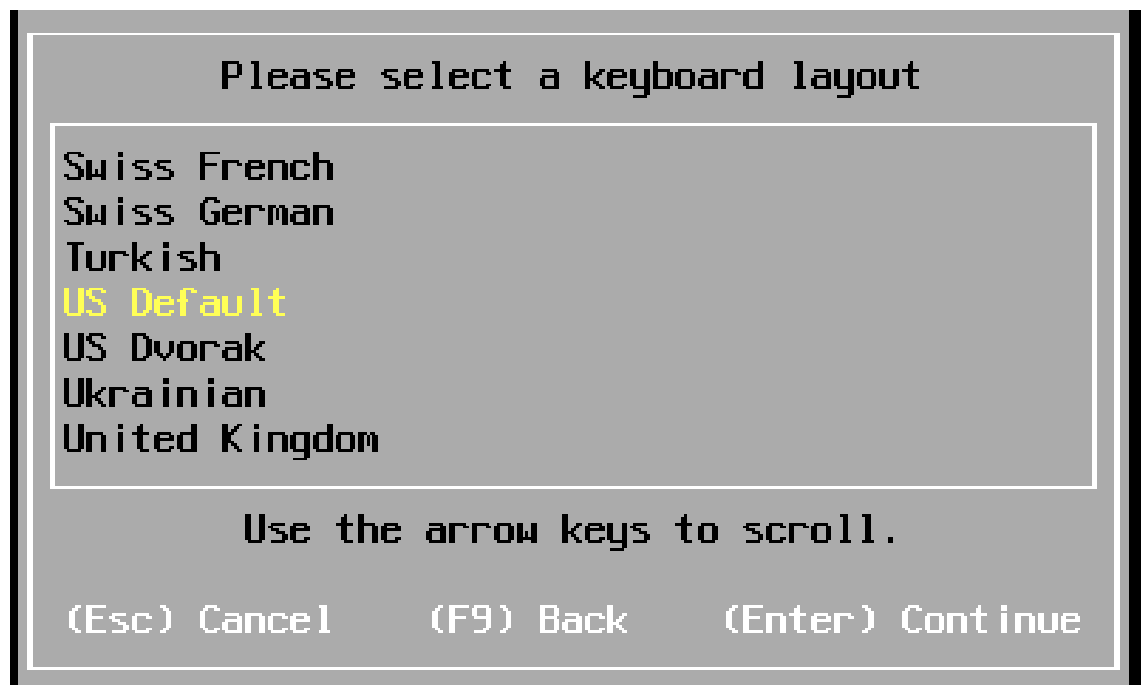 Please select a keyboard layout
Swiss French
Swiss German
Turkish
US Default
US Dvorak
Ukrainian
United Kingdom
Use the arrow keys to scroll.
(Esc) Cancel (F9) Back (Enter) Continue